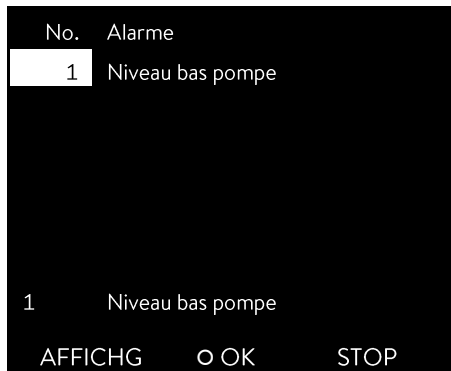 No. Alarme
1 Niveau bas pompe
1 Niveau bas pompe
AFFICHG O OK STOP